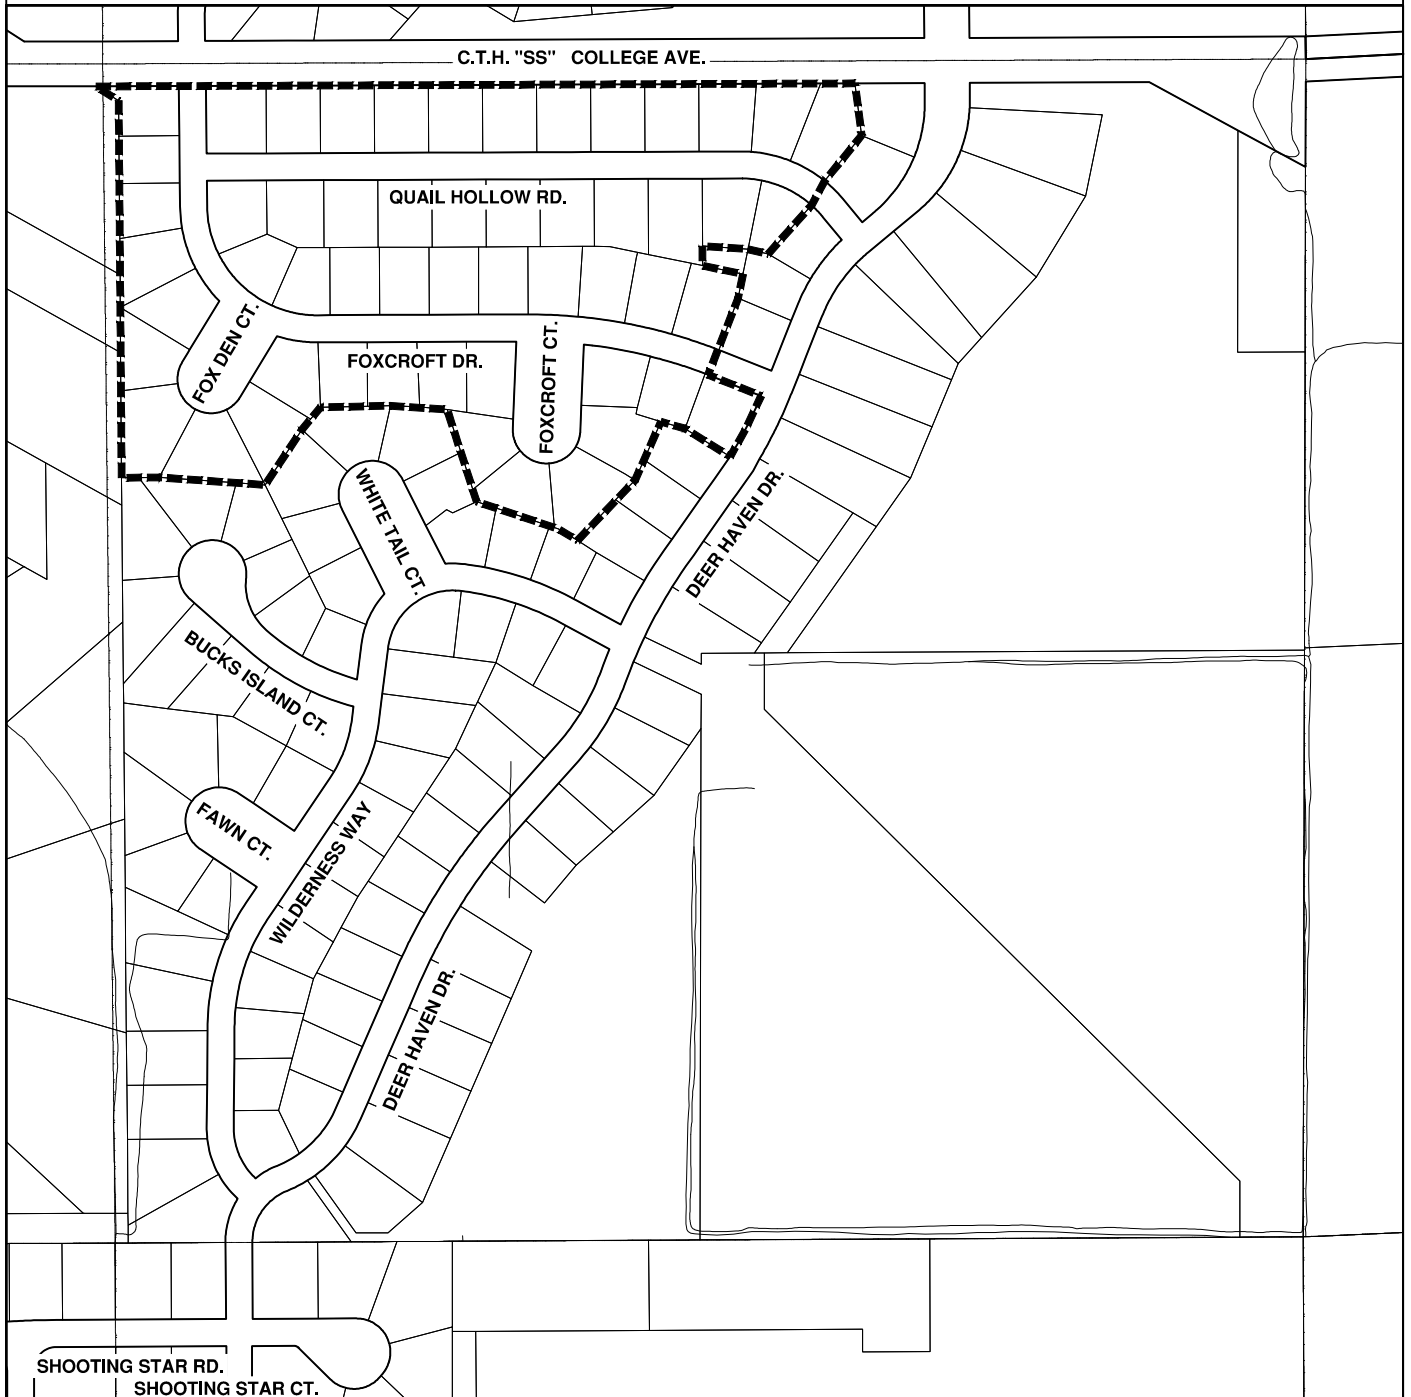 C.T.H. "SS" COLLEGE AVE.
QUAIL HOLLOW RD.
FOX DEN CT.
FOXCROFT DR.
FOXCROFT CT.
WHITE TAIL CT.
DEER HAVEN DR.
BUCKS ISLAND CT.
FAWN CT.
WILDERNESS WAY
DEER HAVEN DR.
SHOOTING STAR RD.
SHOOTING STAR CT.